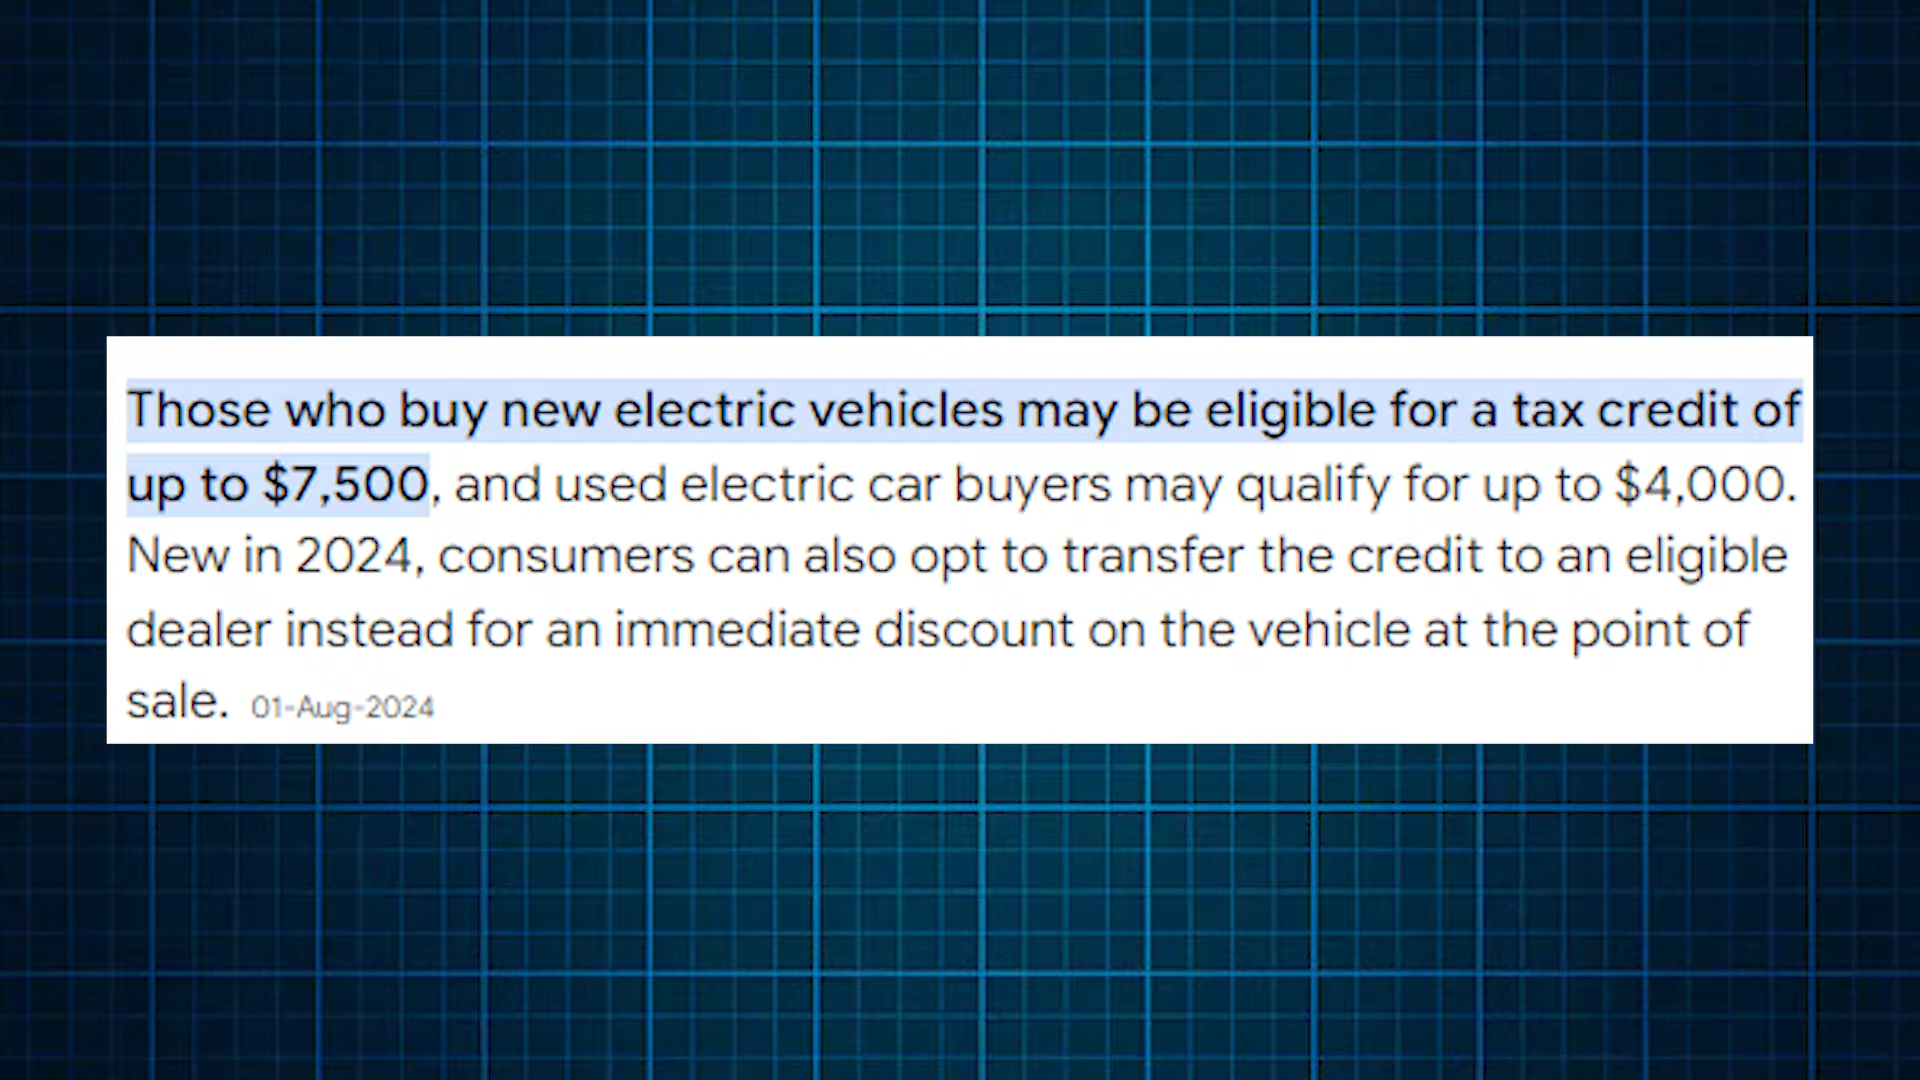 Those who buy new electric vehicles may be eligible for a tax credit of
up to $7,500, and used electric car buyers may qualify for up to $4,000.
New in 2024, consumers can also opt to transfer the credit to an eligible
dealer instead for an immediate discount on the vehicle at the point of
sale. 01-Aug-2024